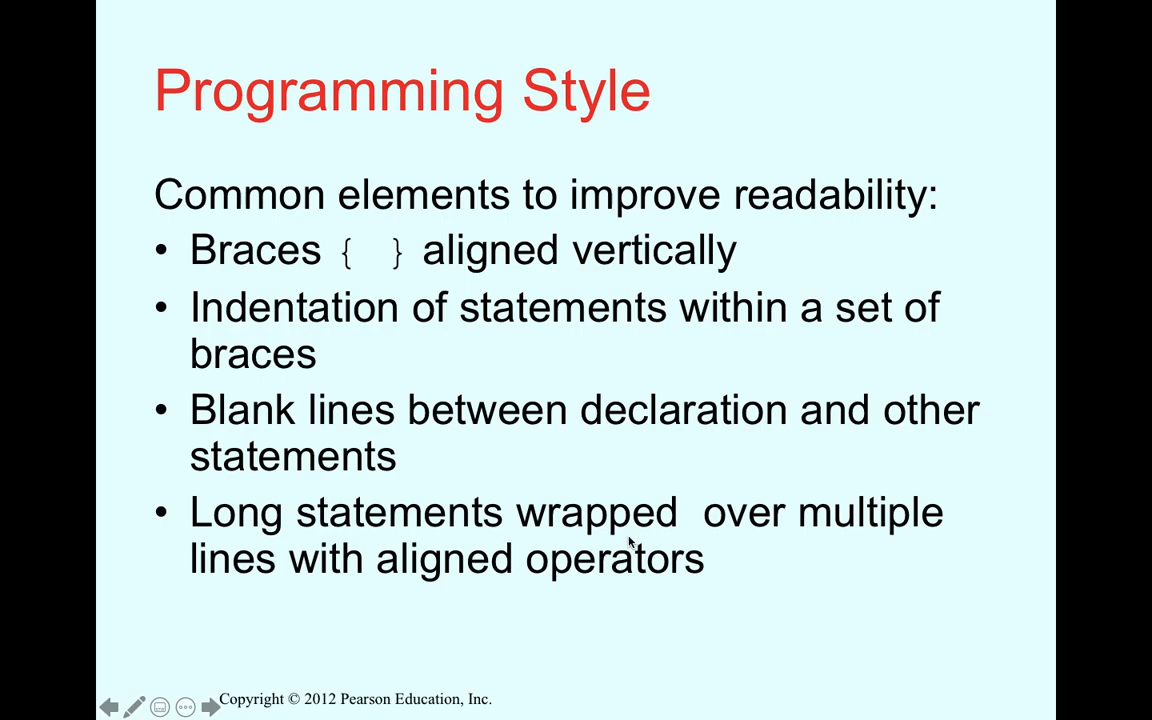 Programming Style
Common elements to improve readability:
• Braces { } aligned vertically
• Indentation of statements within a set of
braces
• Blank lines between declaration and other
statements
• Long statements wrapped  over multiple
lines with aligned operators
Copyright © 2012 Pearson Education, Inc.